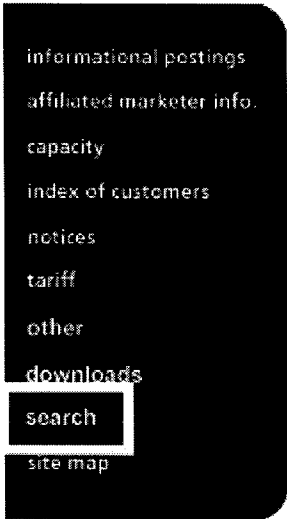 informational postings
affiliated marketer info.
capacity
index of customers
notices
tariff
other
downloads
search
site map